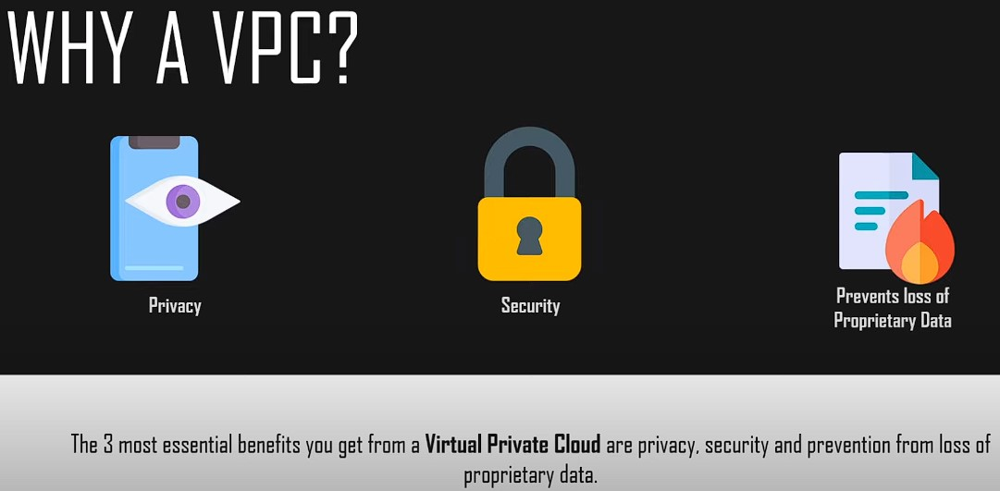 WHY A VPC?
Privacy
Security
Prevents loss of
Proprietary Data
The 3 most essential benefits you get from a Virtual Private Cloud are privacy, security and prevention from loss of
proprietary data.